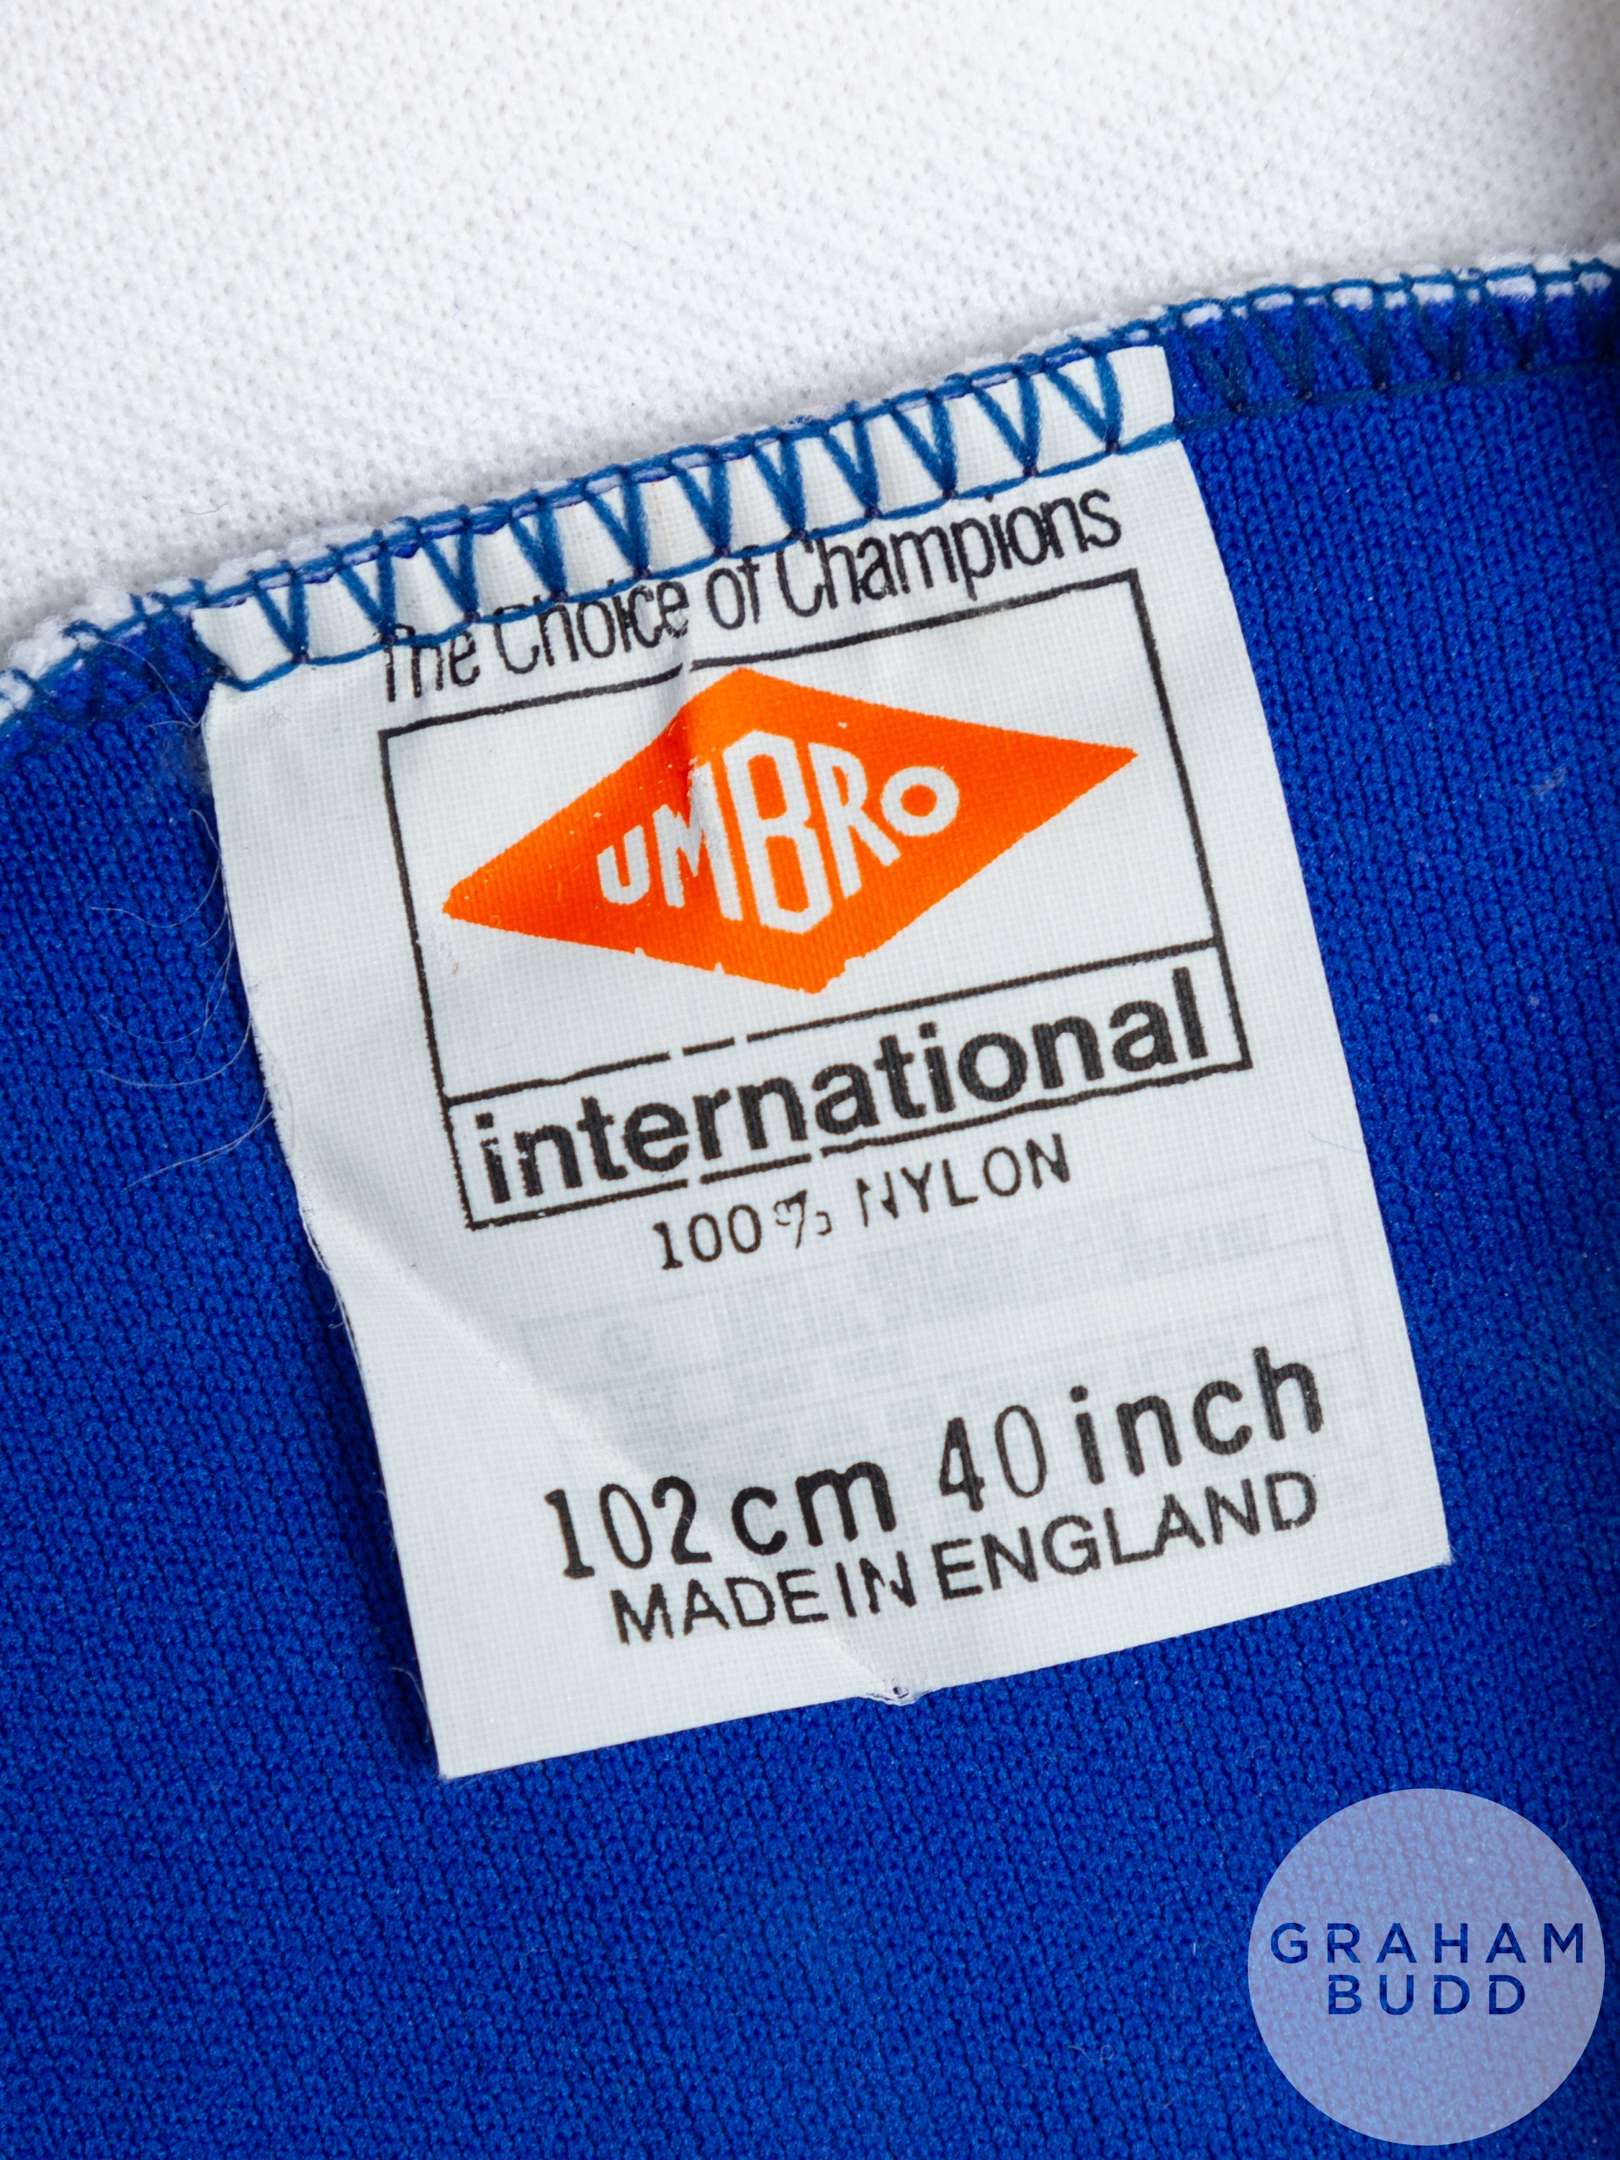 The Choice of Champions
UMBRO
international
100% NYLON
102 cm 40 inch
MADE IN ENGLAND
GRAHAM
BUDD